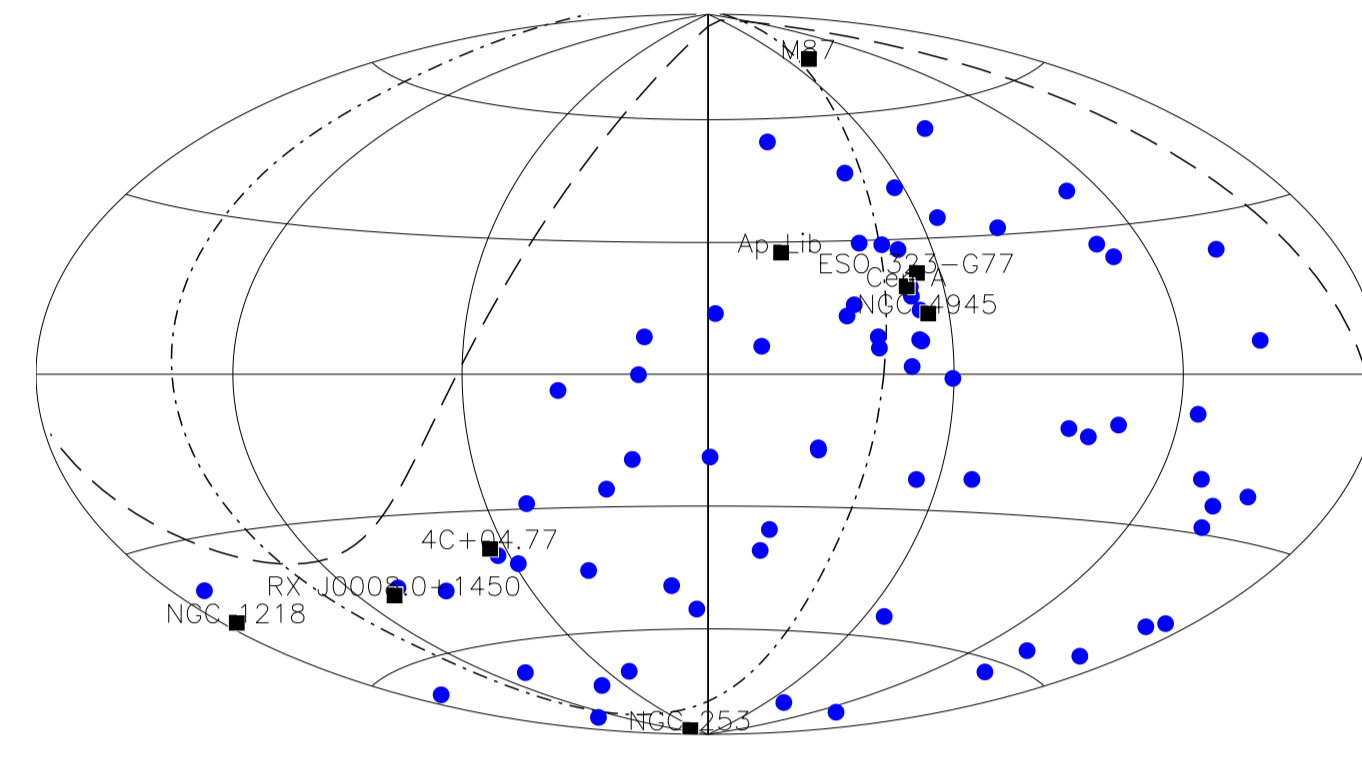 M87
Ap Lib
ESO 323-G77
Cen A
NGC 4945
4C+04.77
RX J0008.0+1450
NGC 1218
NGC 253